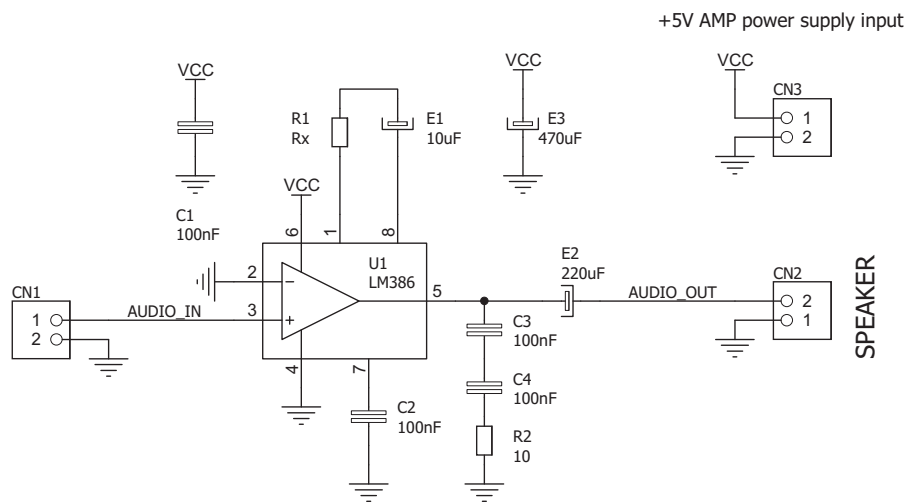 +5V AMP power supply input
VCC
VCC
VCC
CN3
R1
Rx
E1
10uF
E3
470uF
1
2
VCC
C1
100nF
6
1
8
U1
LM386
2
3
5
4
7
CN1
1
2
AUDIO_IN
E2
220uF
AUDIO_OUT
CN2
2
1
SPEAKER
C3
100nF
C4
100nF
C2
100nF
R2
10